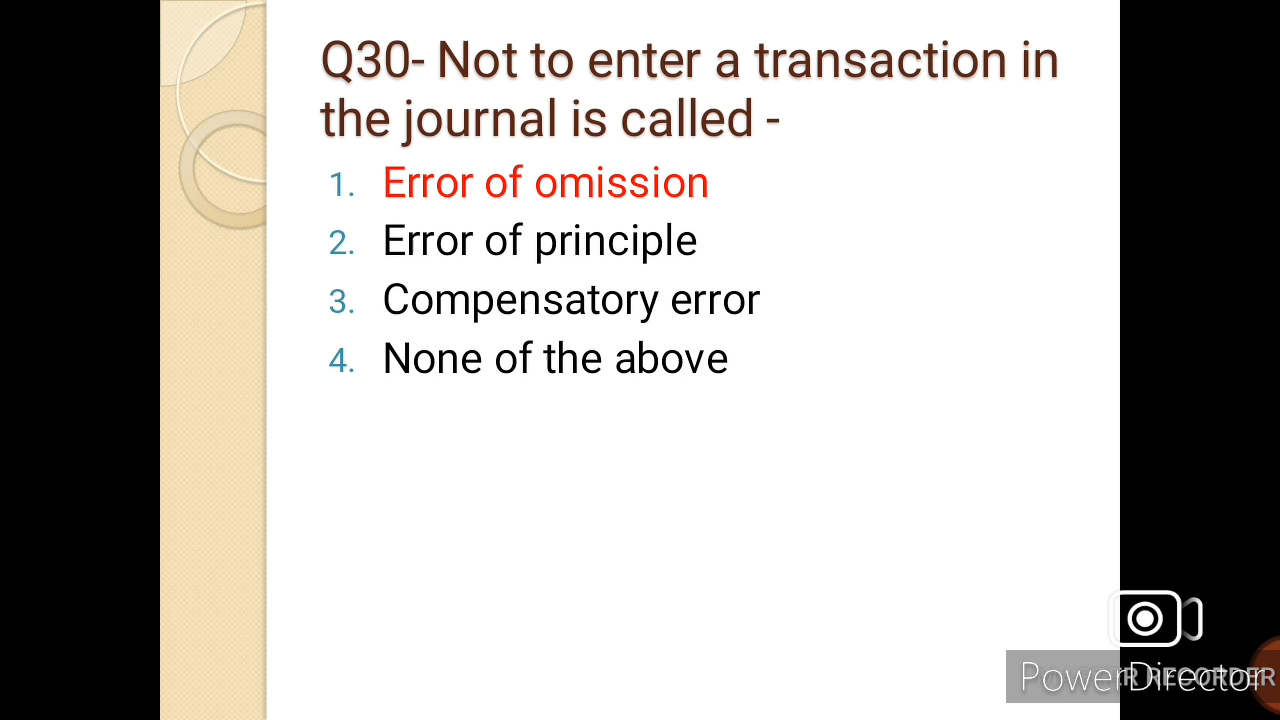 Q30- Not to enter a transaction in
the journal is called -
1. Error of omission
2. Error of principle
3. Compensatory error
4. None of the above
PowerDirector
RECORDER